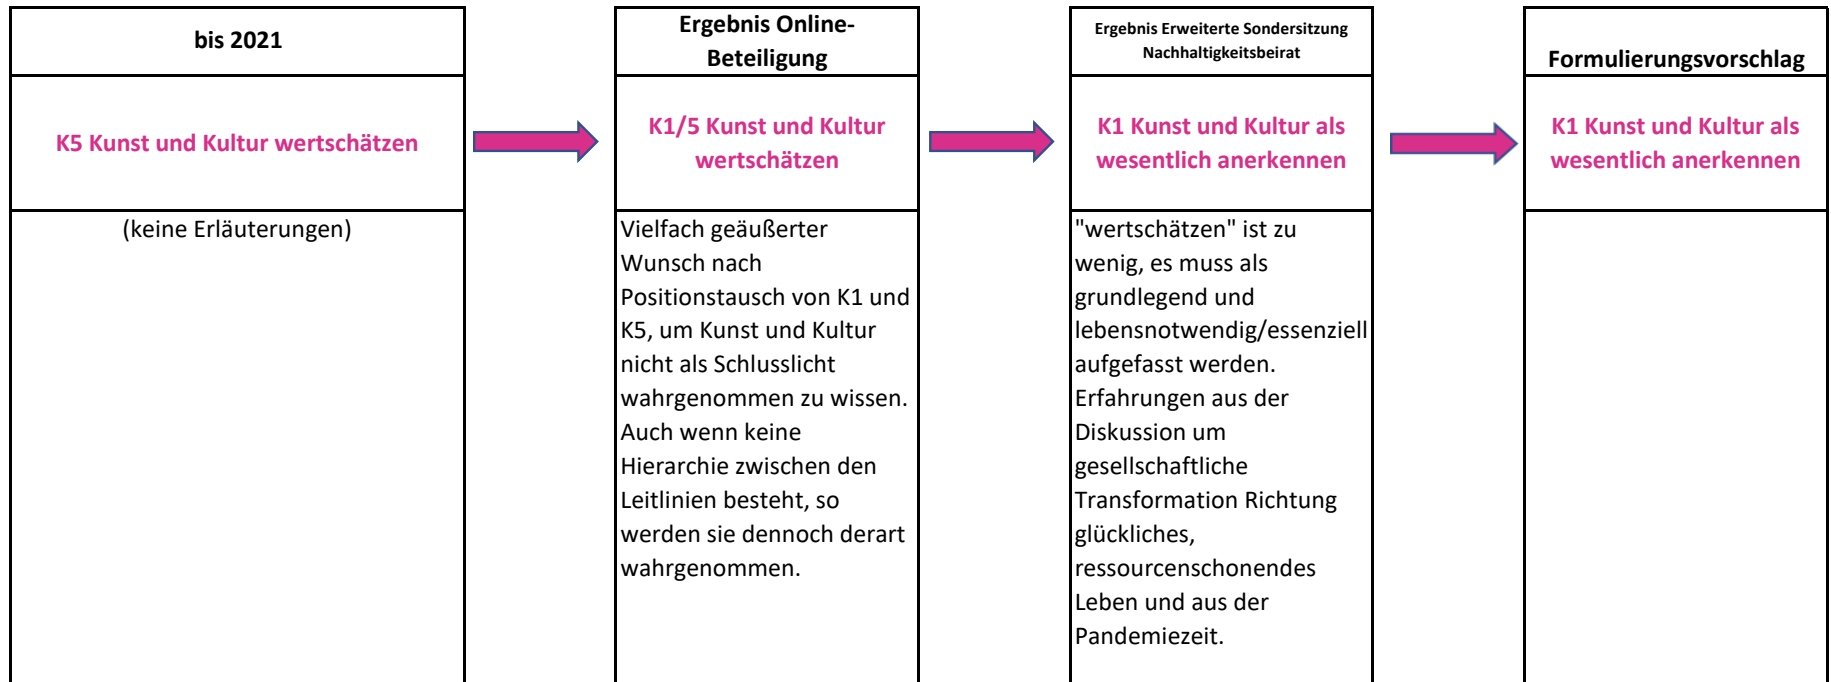 bis 2021
K5 Kunst und Kultur wertschätzen
(keine Erläuterungen)
Ergebnis Online-
Beteiligung
K1/5 Kunst und Kultur
wertschätzen
Vielfach geäußerter
Wunsch nach
Positionstausch von K1 und
K5, um Kunst und Kultur
nicht als Schlusslicht
wahrgenommen zu wissen.
Auch wenn keine
Hierarchie zwischen den
Leitlinien besteht, so
werden sie dennoch derart
wahrgenommen.
Ergebnis Erweiterte Sondersitzung
Nachhaltigkeitsbeirat
K1 Kunst und Kultur als
wesentlich anerkennen
"wertschätzen" ist zu
wenig, es muss als
grundlegend und
lebensnotwendig/essenziell
aufgefasst werden.
Erfahrungen aus der
Diskussion um
gesellschaftliche
Transformation Richtung
glückliches,
ressourcenschonendes
Leben und aus der
Pandemiezeit.
Formulierungsvorschlag
K1 Kunst und Kultur als
wesentlich anerkennen